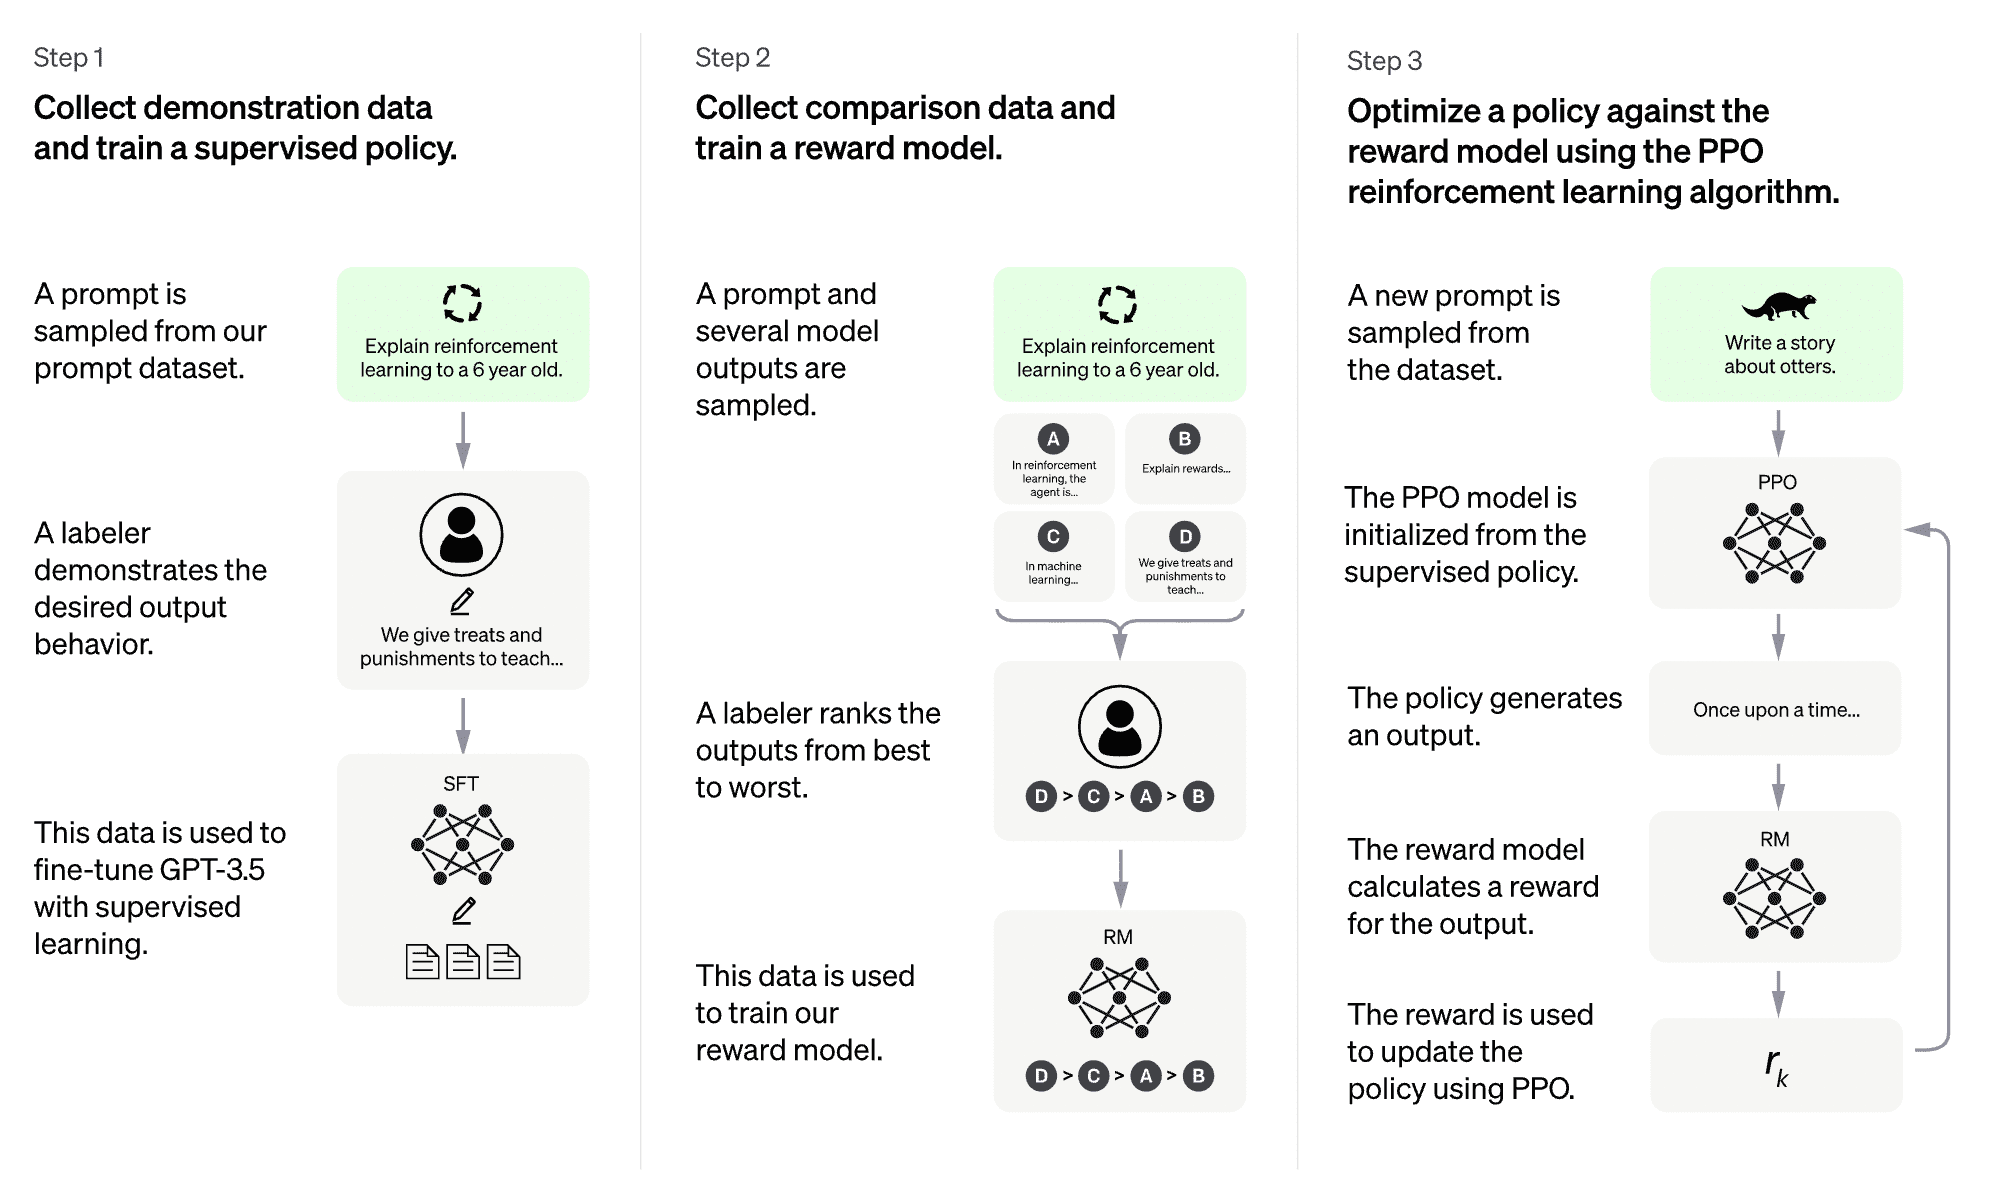 Step 1
Collect demonstration data
and train a supervised policy.
A prompt is
sampled from our
prompt dataset.
Explain reinforcement
learning to a 6 year old.
A labeler
demonstrates the
desired output
behavior.
We give treats and
punishments to teach...
This data is used to
fine-tune GPT-3.5
with supervised
learning.
SFT
Step 2
Collect comparison data and
train a reward model.
A prompt and
several model
outputs are
sampled.
Explain reinforcement
learning to a 6 year old.
A
In reinforcement
learning, the
agent is...
B
Explain rewards...
C
In machine
learning...
D
We give treats and
punishments to
teach...
A labeler ranks the
outputs from best
to worst.
D > C > A > B
This data is used
to train our
reward model.
RM
D > C > A > B
Step 3
Optimize a policy against the
reward model using the PPO
reinforcement learning algorithm.
A new prompt is
sampled from
the dataset.
Write a story
about otters.
The PPO model is
initialized from the
supervised policy.
PPO
The policy generates
an output.
Once upon a time...
The reward model
calculates a reward
for the output.
RM
The reward is used
to update the
policy using PPO.
rk